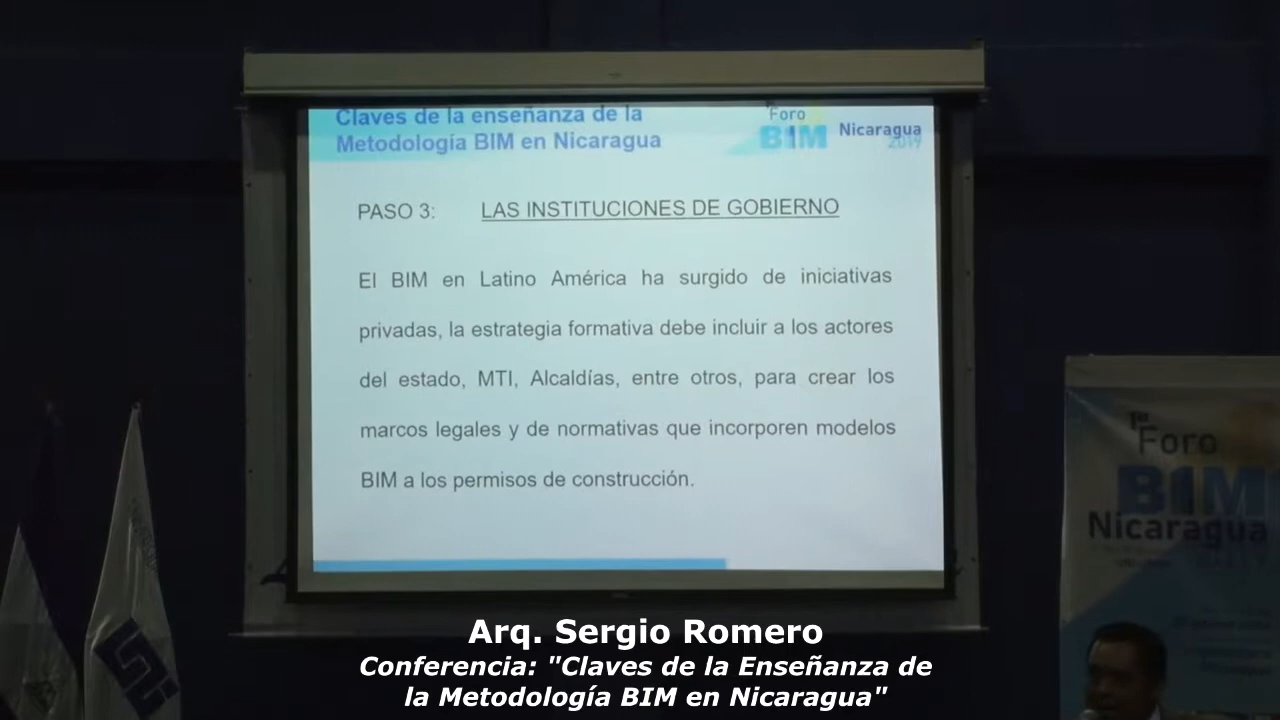 Claves de la enseñanza de la
Metodología BIM en Nicaragua
Foro
BIM
Nicaragua
2019
PASO 3: LAS INSTITUCIONES DE GOBIERNO
El BIM en Latino América ha surgido de iniciativas
privadas, la estrategia formativa debe incluir a los actores
del estado, MTI, Alcaldías, entre otros, para crear los
marcos legales y de normativas que incorporen modelos
BIM a los permisos de construcción.
1er
Foro
BIM
Nicaragua
Arq. Sergio Romero
Conferencia: "Claves de la Enseñanza de
la Metodología BIM en Nicaragua"